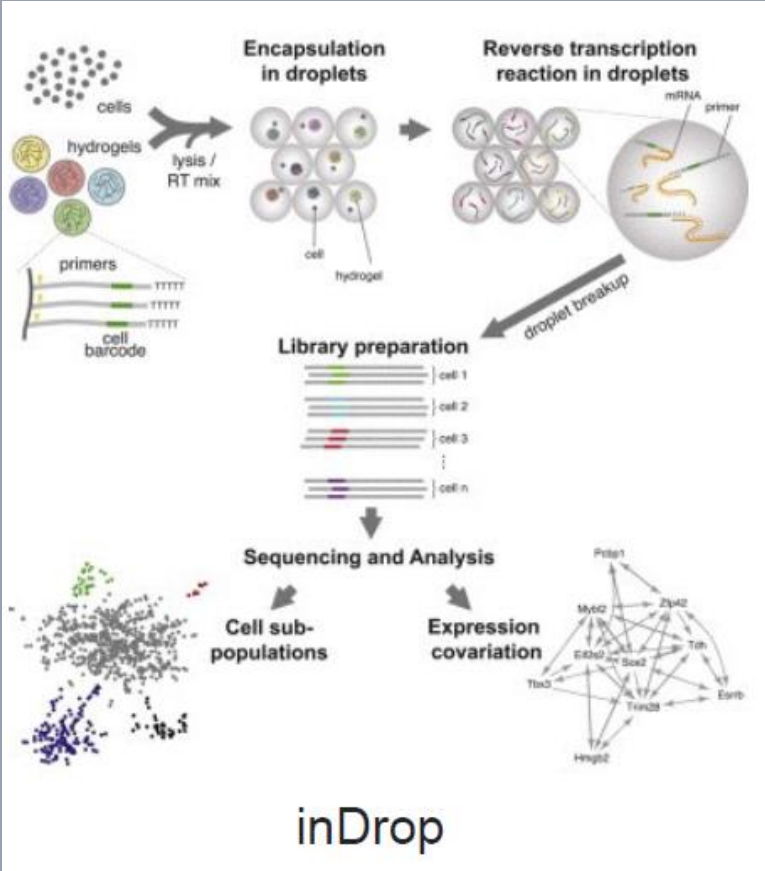 Encapsulation
in droplets
Reverse transcription
reaction in droplets
cells
hydrogels
lysis /
RT mix
mRNA
primer
cell
hydrogel
primers
TTTTT
TTTTT
TTTTT
cell
barcode
droplet breakup
Library preparation
cell 1
cell 2
cell 3
cell n
Sequencing and Analysis
Cell sub-
populations
Expression
covariation
Mybl2
Zfp42
Tdh
Sox2
Tbx3
Esrrb
Trim28
Hmgb2
inDrop